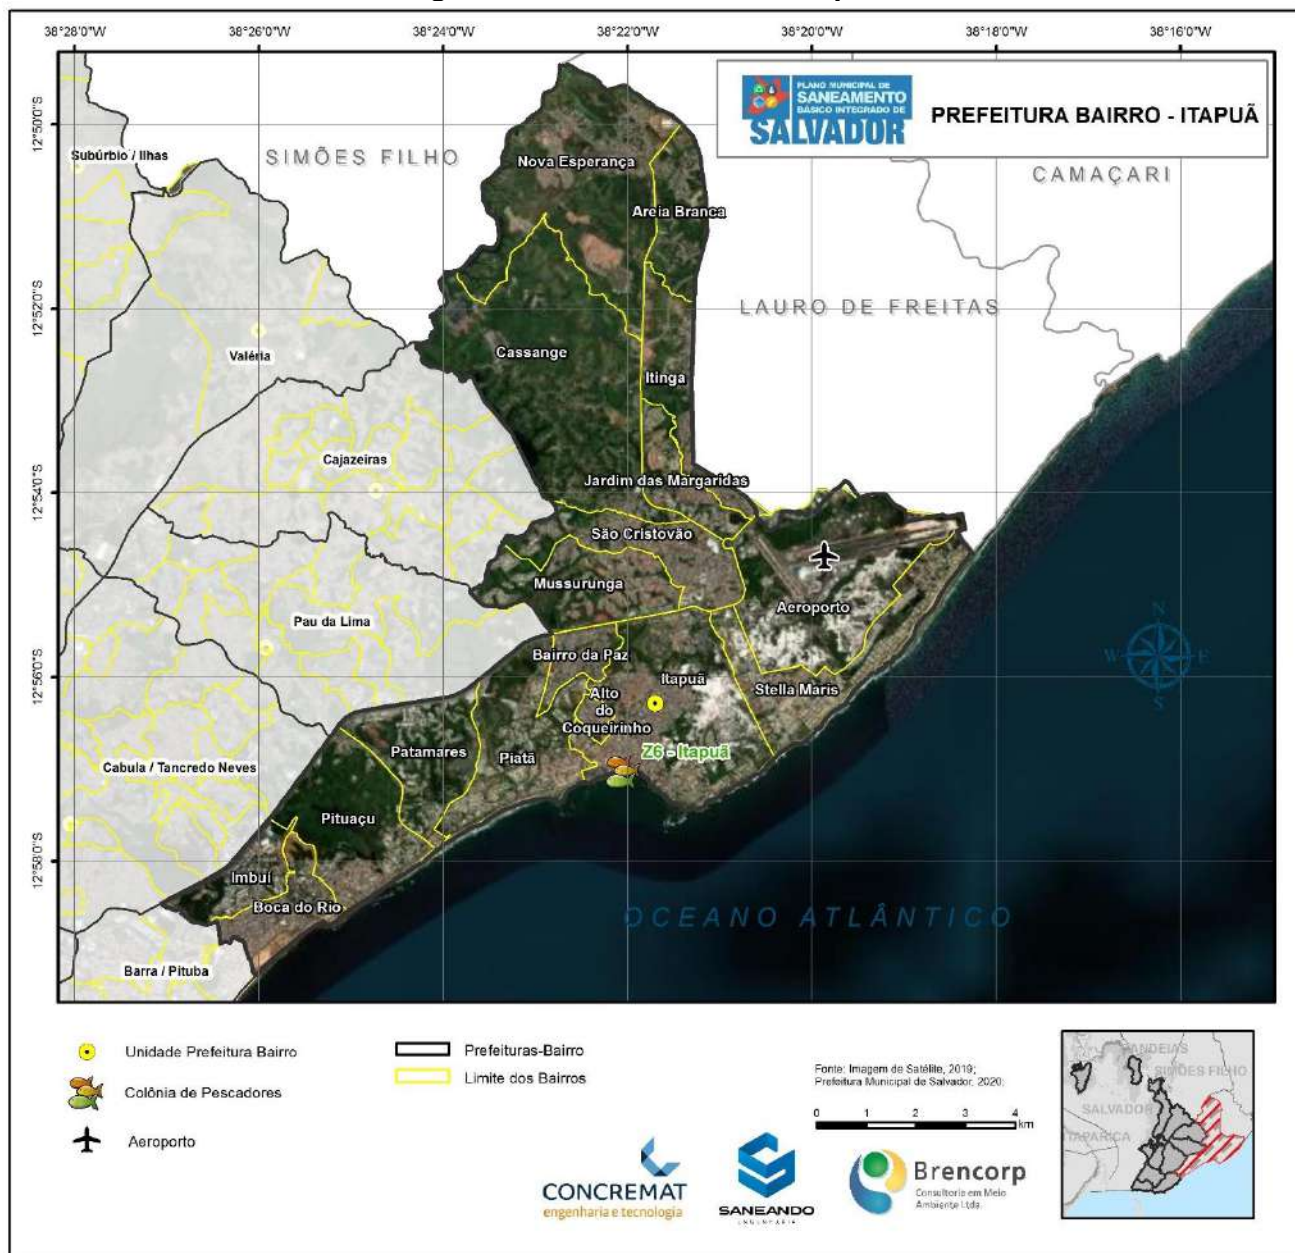 38°28'0"W
38°26'0"W
38°24'0"W
38°22'0"W
38°20'0"W
38°18'0"W
38°16'0"W
12°50'0"S
12°52'0"S
12°54'0"S
12°56'0"S
12°58'0"S
PLANO MUNICIPAL DE
SANEAMENTO
BÁSICO INTEGRADO DE
SALVADOR
PREFEITURA BAIRRO - ITAPUÃ
Subúrbio / Ilhas
SIMÕES FILHO
Nova Esperança
CAMAÇARI
Areia Branca
LAURO DE FREITAS
Valéria
Cassange
Itinga
Cajazeiras
Jardim das Margaridas
São Cristovão
Mussurunga
Aeroporto
Pau da Lima
Bairro da Paz
Itapuã
Stella Maris
Alto
do
Coqueirinho
Z6 - Itapuã
Patamares
Piatã
Cabula / Tancredo Neves
Pituaçu
Imbuí
Boca do Rio
Barra / Pituba
N
W
E
S
OCEANO ATLÂNTICO
Unidade Prefeitura Bairro
Colônia de Pescadores
Aeroporto
Prefeituras-Bairro
Limite dos Bairros
Fonte: Imagem de Satélite, 2019;
Prefeitura Municipal de Salvador, 2020;
0 1 2 3 4
km
CONCREMAT
engenharia e tecnologia
SANEANDO
ENGENHARIA
Brencorp
Consultoria em Meio
Ambiente Ltda.
ANDEIAS
SIMÕES FILHO
SALVADOR
ITAPARICA